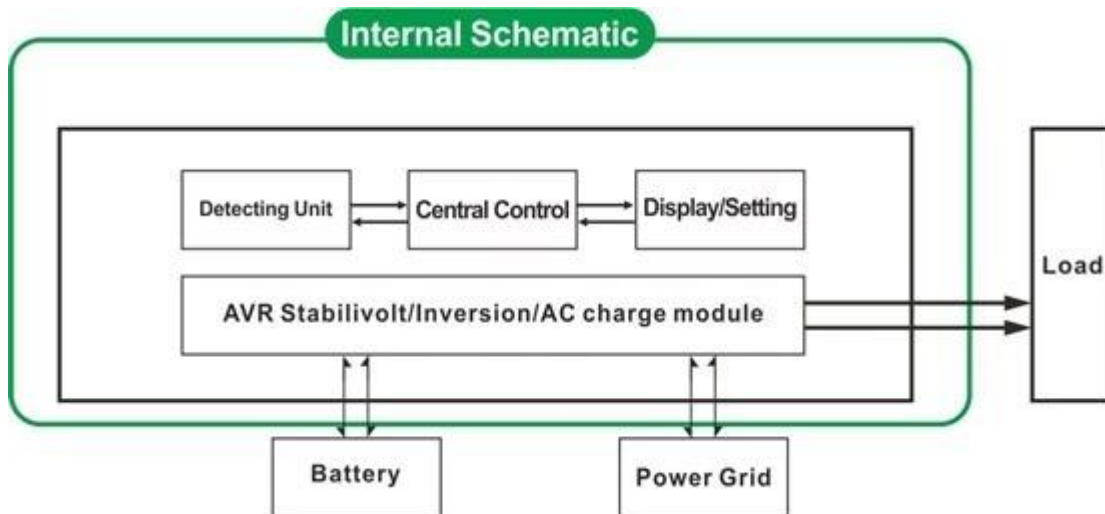 Internal Schematic
Detecting Unit
Central Control
Display/Setting
Load
AVR Stabilivolt/Inversion/AC charge module
Battery
Power Grid